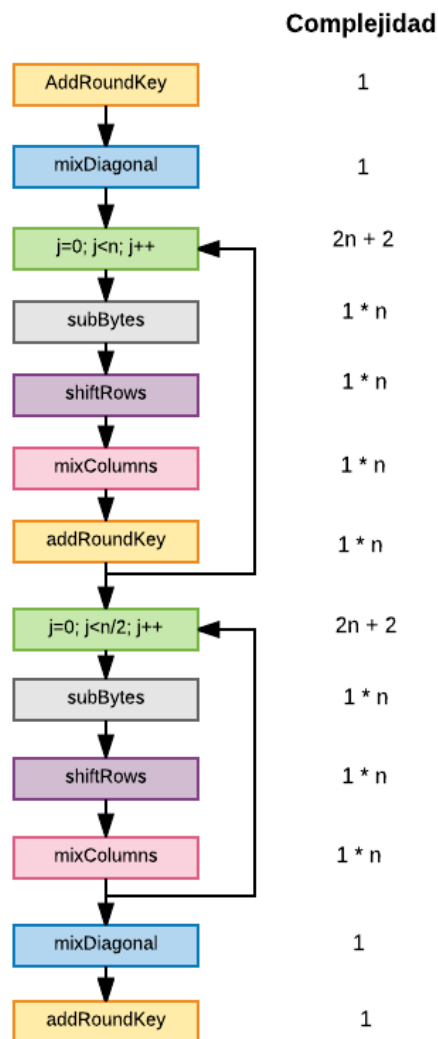 Complejidad
AddRoundKey 1
mixDiagonal 1
j=0; j<n; j++ 2n + 2
subBytes 1 * n
shiftRows 1 * n
mixColumns 1 * n
addRoundKey 1 * n
j=0; j<n/2; j++ 2n + 2
subBytes 1 * n
shiftRows 1 * n
mixColumns 1 * n
mixDiagonal 1
addRoundKey 1